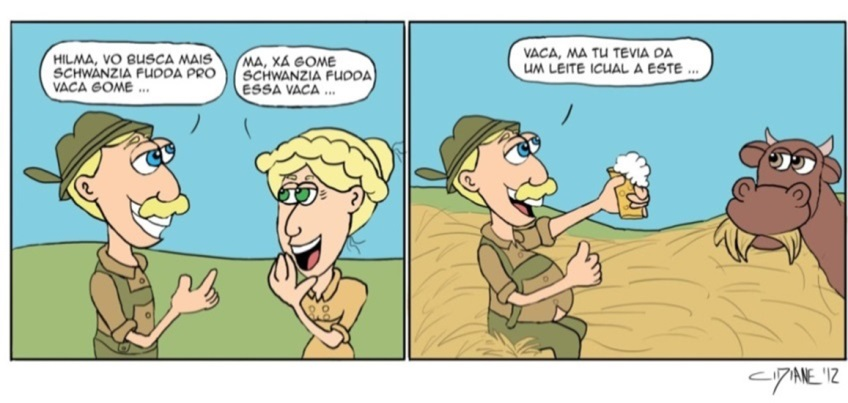 HILMA, VO BUSCA MAIS
SCHWANZIA FUDDA PRO
VACA GOME ...
MA, XÁ GOME
SCHWANZIA FUDDA
ESSA VACA ...
VACA, MA TU TEVIA DA
UM LEITE ICUAL A ESTE ...
CIDIANE '12